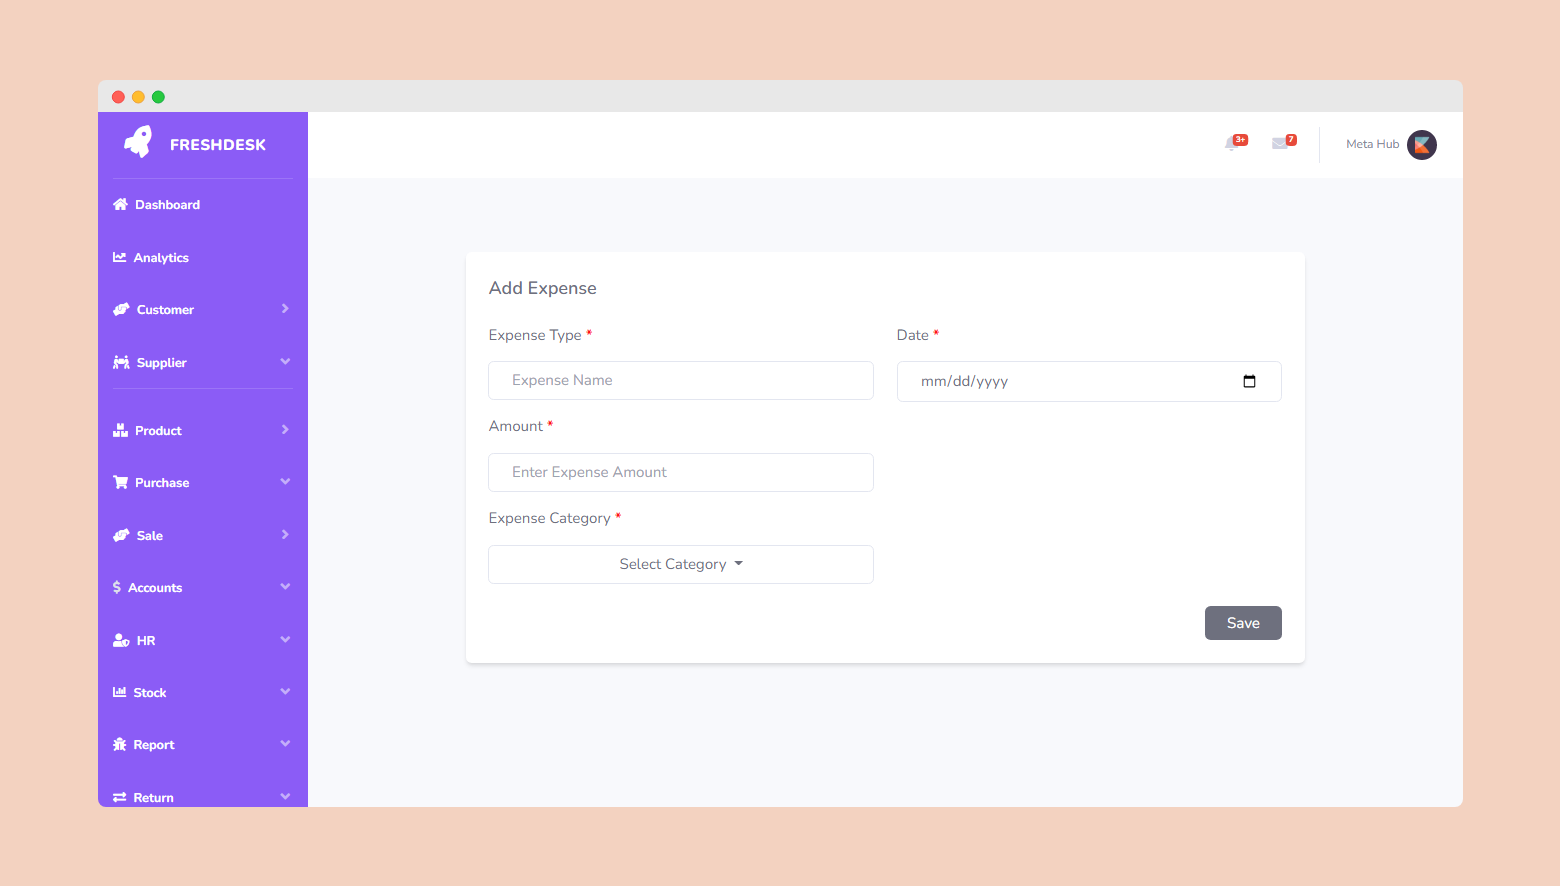 FRESHDESK
3+
7
Meta Hub
Dashboard
Analytics
Customer
Supplier
Product
Purchase
Sale
Accounts
HR
Stock
Report
Return
Add Expense
Expense Type *
Date *
Expense Name
mm/dd/yyyy
Amount *
Enter Expense Amount
Expense Category *
Select Category
Save